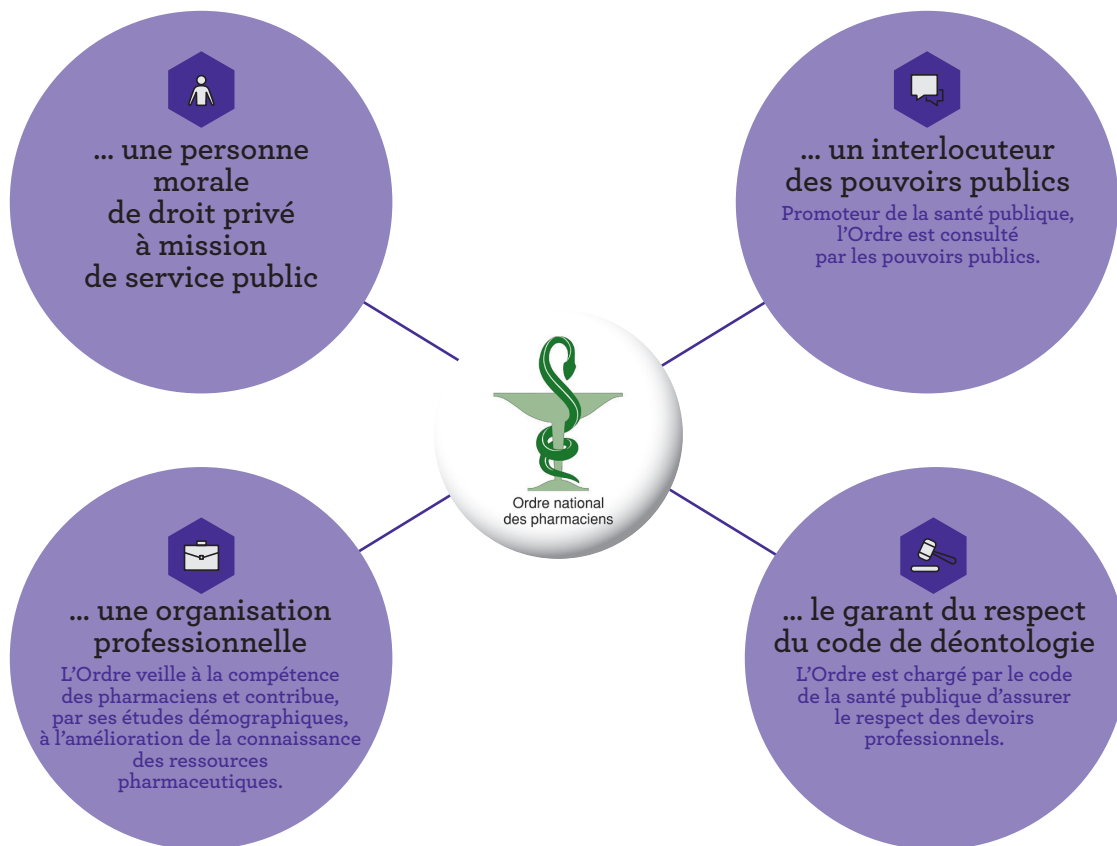 ... une personne
morale
de droit privé
à mission
de service public
... un interlocuteur
des pouvoirs publics
Promoteur de la santé publique,
l’Ordre est consulté
par les pouvoirs publics.
Ordre national
des pharmaciens
... une organisation
professionnelle
L’Ordre veille à la compétence
des pharmaciens et contribue,
par ses études démographiques,
à l’amélioration de la connaissance
des ressources
pharmaceutiques.
... le garant du respect
du code de déontologie
L’Ordre est chargé par le code
de la santé publique d’assurer
le respect des devoirs
professionnels.